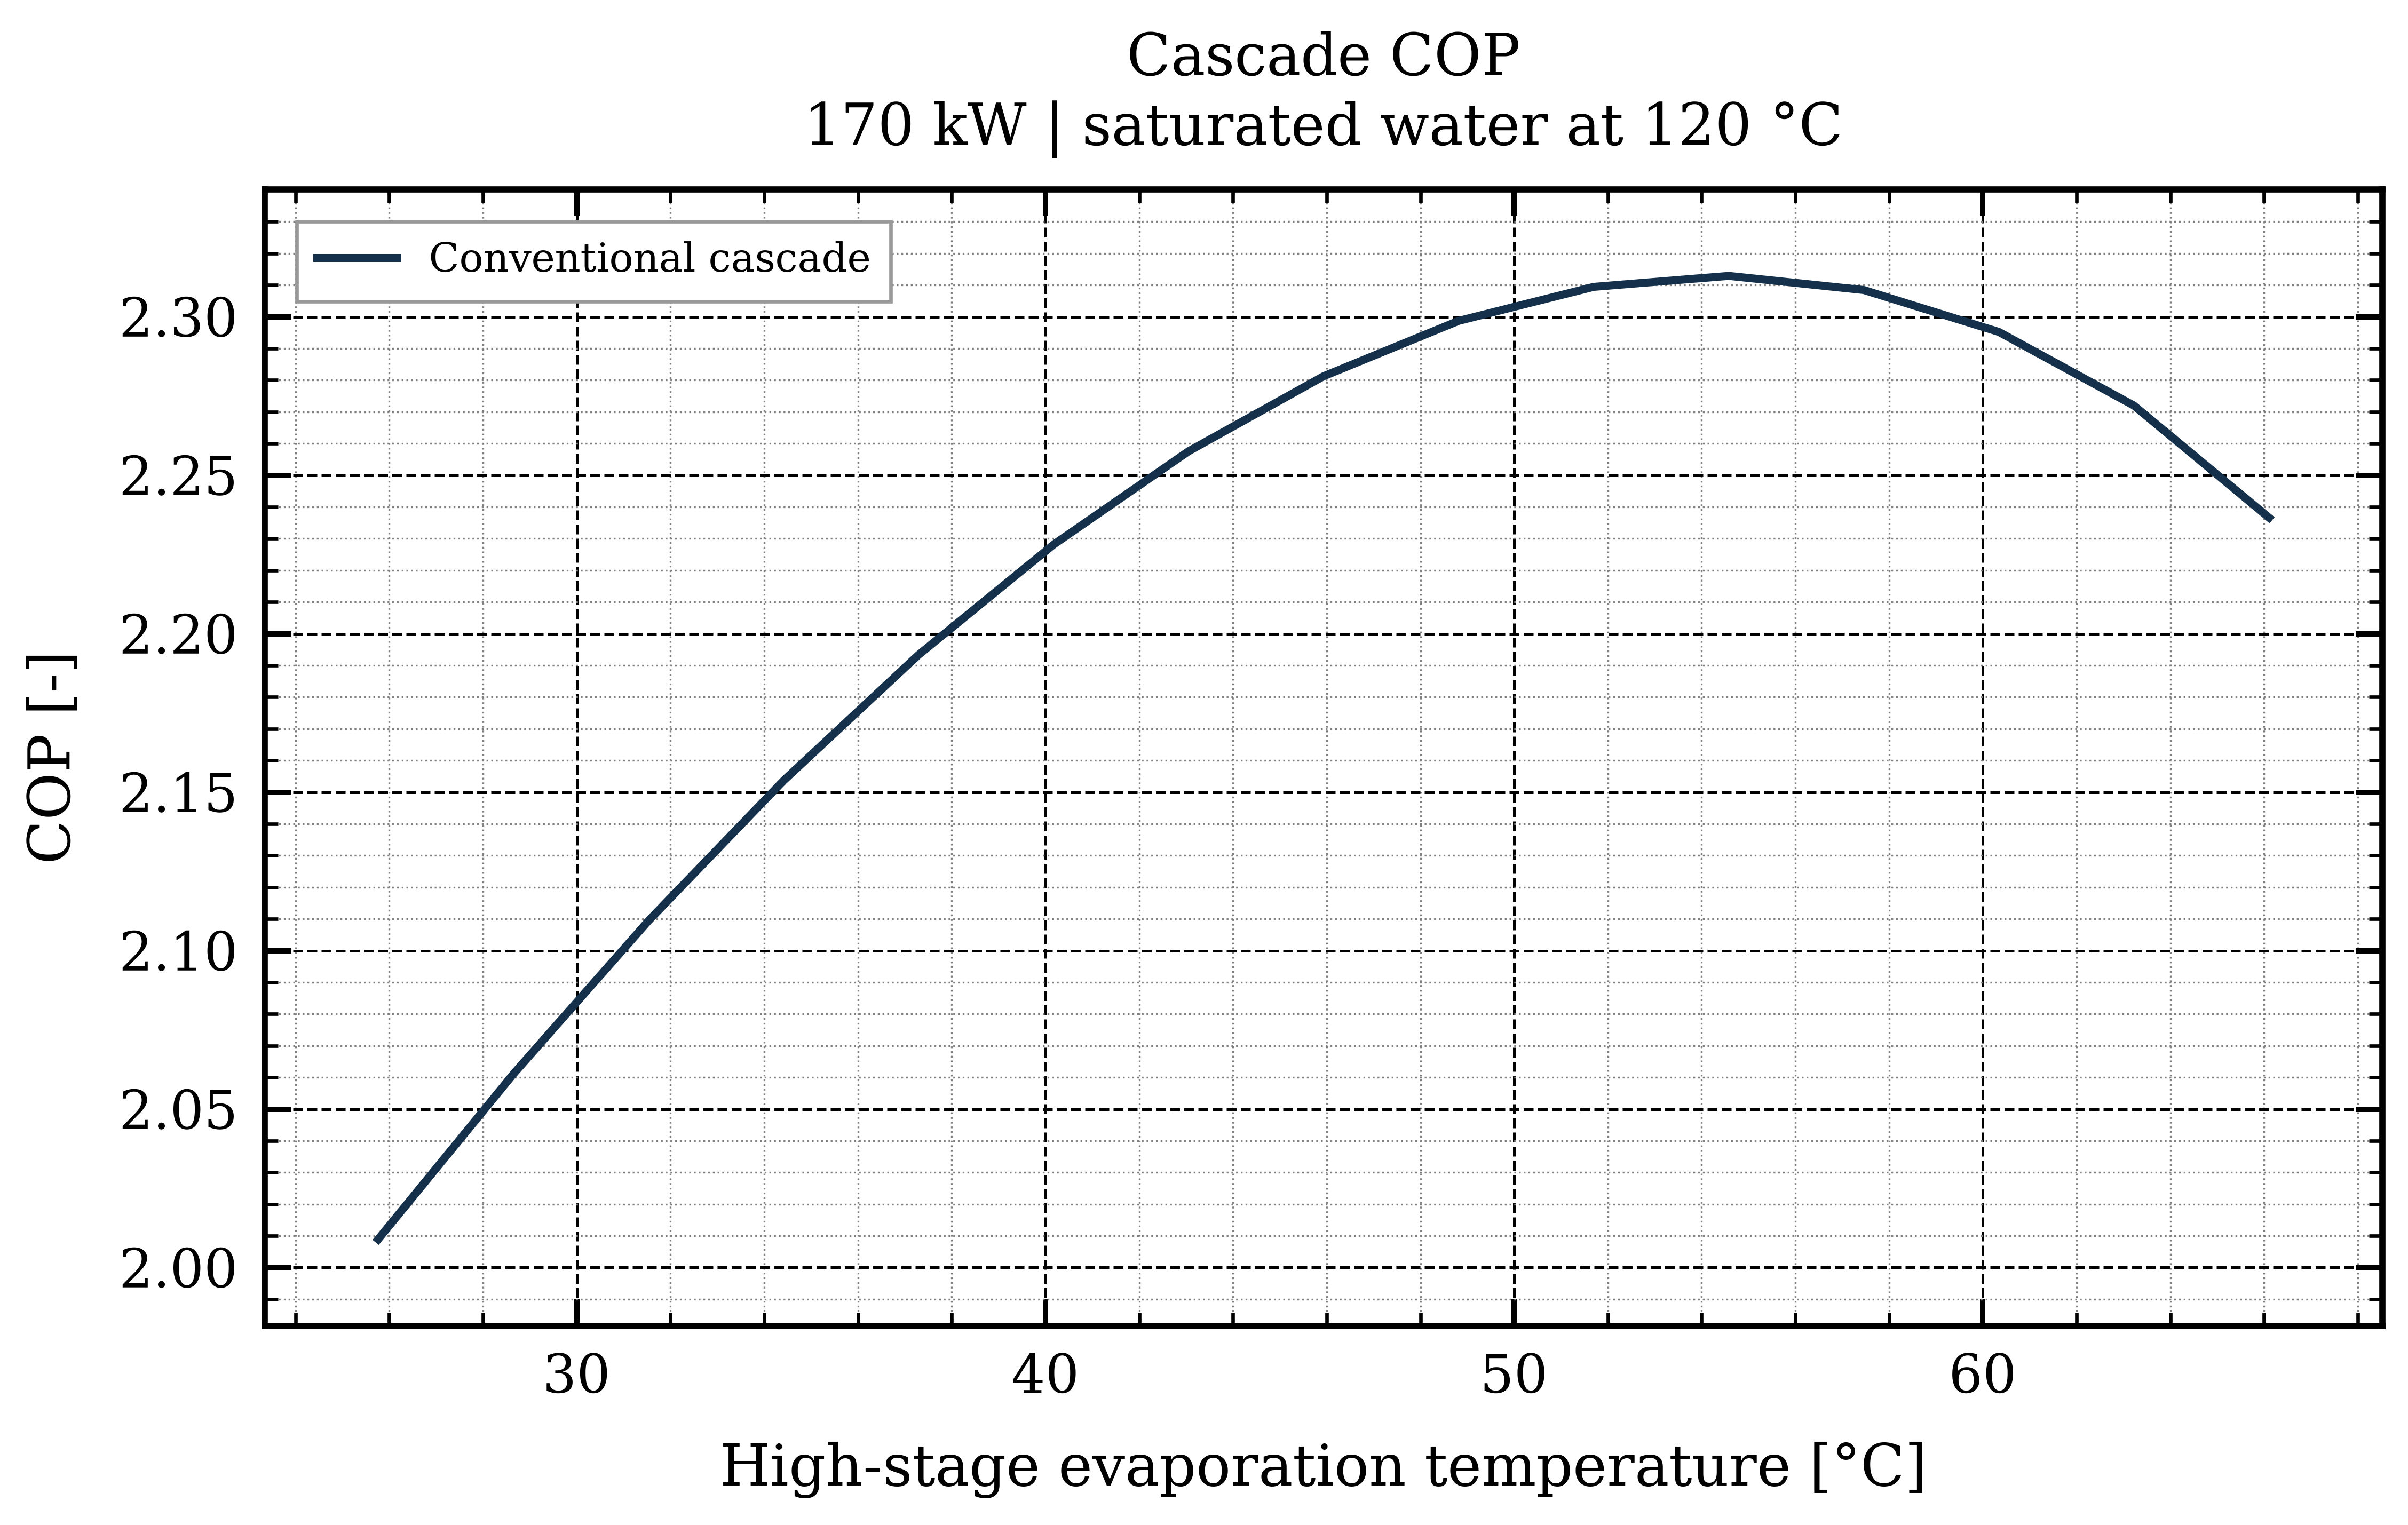 Cascade COP
170 kW | saturated water at 120 °C
Conventional cascade
COP [-]
2.30
2.25
2.20
2.15
2.10
2.05
2.00
30 40 50 60
High-stage evaporation temperature [°C]